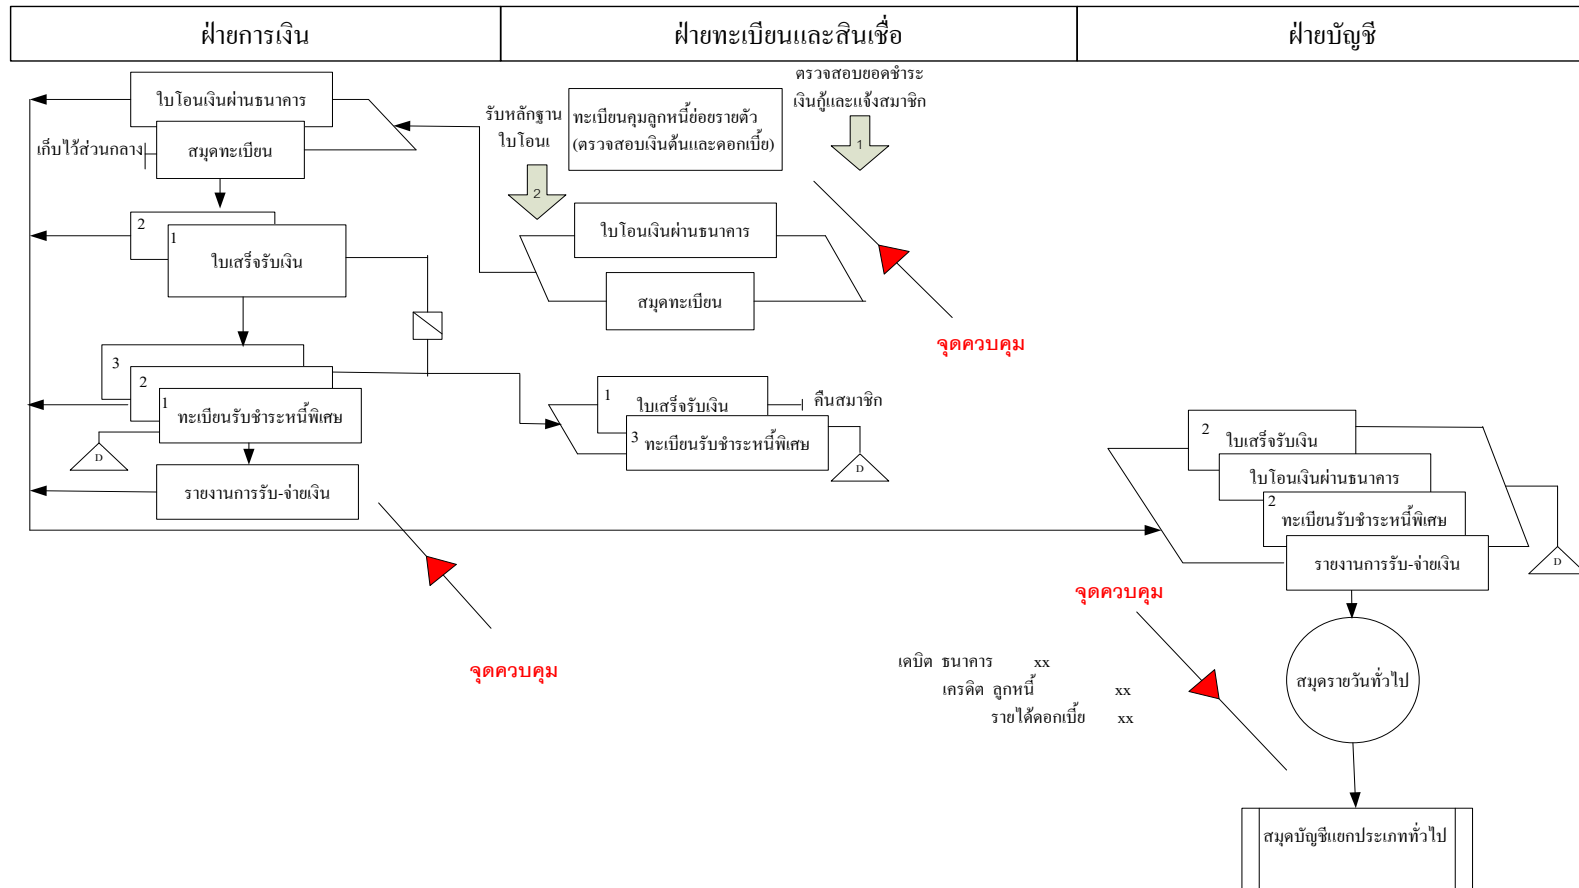 ฝ่ายการเงิน
ฝ่ายทะเบียนและสินเชื่อ
ฝ่ายบัญชี
ใบโอนเงินผ่านธนาคาร
สมุดทะเบียน
เก็บไว้ส่วนกลาง
2
1
ใบเสร็จรับเงิน
3
2
1
ทะเบียนรับชำระหนี้พิเศษ
D
รายงานการรับ-จ่ายเงิน
จุดควบคุม
ตรวจสอบยอดชำระ
เงินกู้และแจ้งสมาชิก
1
รับหลักฐาน
ใบโอนเ
2
ทะเบียนคุมลูกหนี้ย่อยรายตัว
(ตรวจสอบเงินต้นและดอกเบี้ย)
ใบโอนเงินผ่านธนาคาร
สมุดทะเบียน
จุดควบคุม
1
ใบเสร็จรับเงิน
คืนสมาชิก
3
ทะเบียนรับชำระหนี้พิเศษ
D
2
ใบเสร็จรับเงิน
ใบโอนเงินผ่านธนาคาร
2
ทะเบียนรับชำระหนี้พิเศษ
รายงานการรับ-จ่ายเงิน
D
จุดควบคุม
เดบิต ธนาคาร xx
เครดิต ลูกหนี้ xx
รายได้ดอกเบี้ย xx
สมุดรายวันทั่วไป
สมุดบัญชีแยกประเภททั่วไป